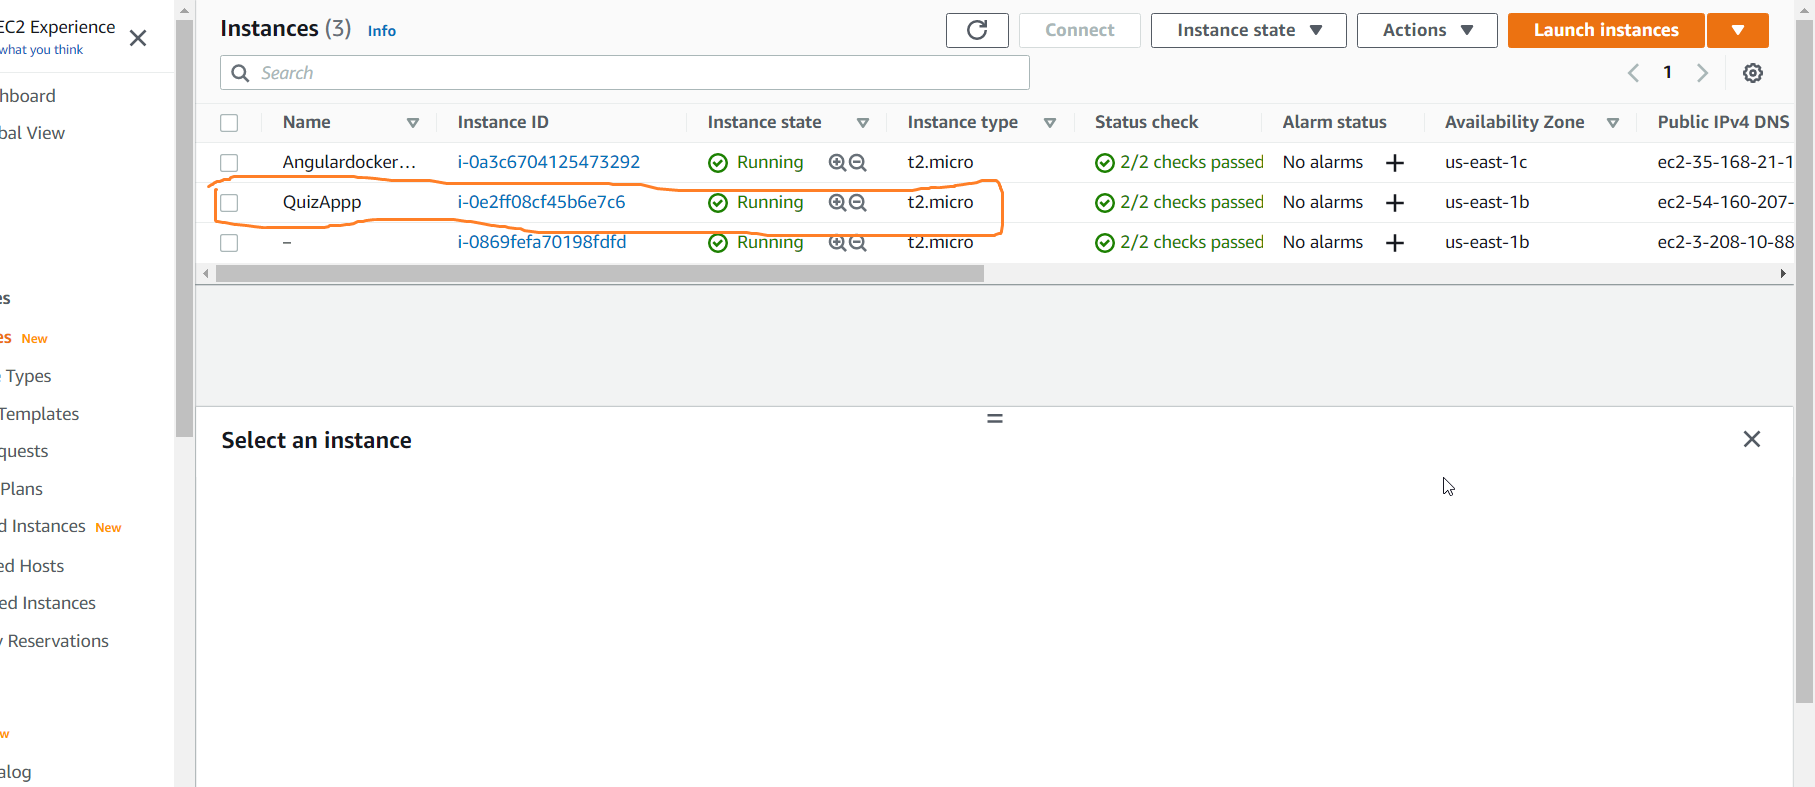 EC2 Experience
what you think
Instances (3) Info
Connect
Instance state
Actions
Launch instances
Search
1
hboard
bal View
es
es New
Types
Templates
quests
Plans
d Instances New
ed Hosts
ed Instances
y Reservations
w
alog
Name Instance ID Instance state Instance type Status check Alarm status Availability Zone Public IPv4 DNS
Angulardocker... i-0a3c6704125473292 Running t2.micro 2/2 checks passed No alarms + us-east-1c ec2-35-168-21-1
QuizAppp i-0e2ff08cf45b6e7c6 Running t2.micro 2/2 checks passed No alarms + us-east-1b ec2-54-160-207-
– i-0869fefa70198fdfd Running t2.micro 2/2 checks passed No alarms + us-east-1b ec2-3-208-10-88
Select an instance